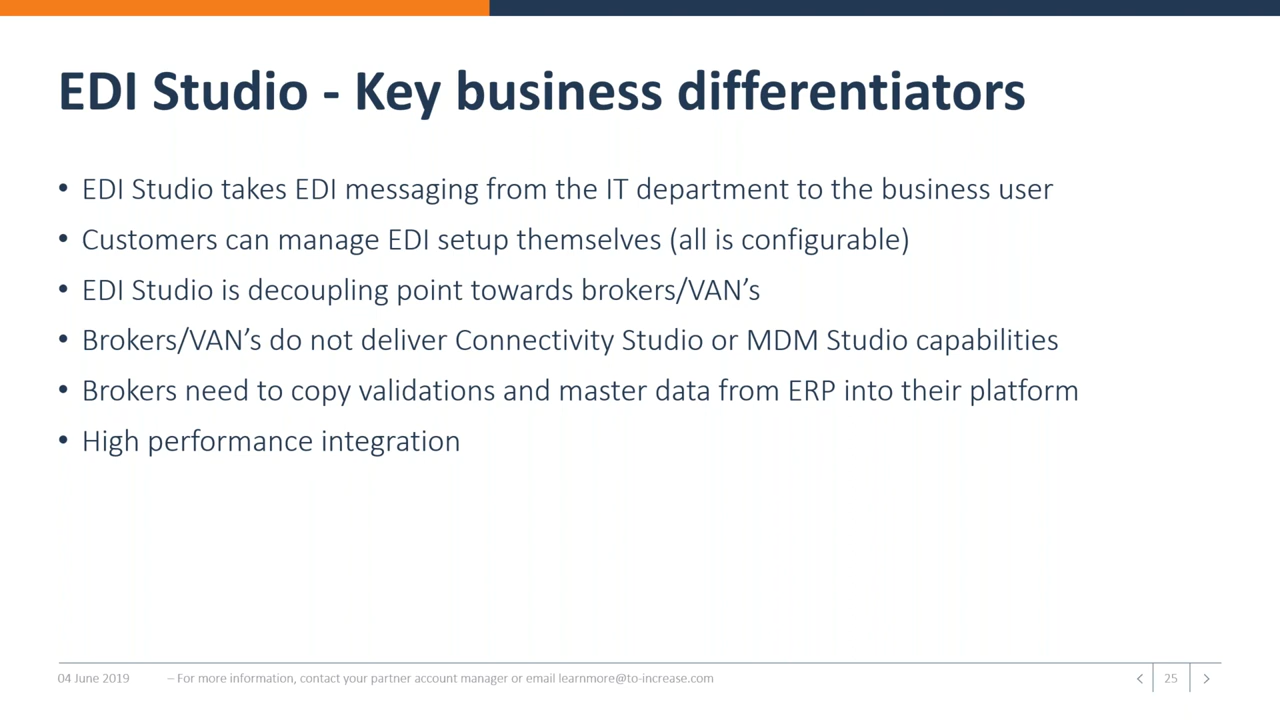 EDI Studio - Key business differentiators
• EDI Studio takes EDI messaging from the IT department to the business user
• Customers can manage EDI setup themselves (all is configurable)
• EDI Studio is decoupling point towards brokers/VAN’s
• Brokers/VAN’s do not deliver Connectivity Studio or MDM Studio capabilities
• Brokers need to copy validations and master data from ERP into their platform
• High performance integration
04 June 2019 – For more information, contact your partner account manager or email learnmore@to-increase.com < 25 >